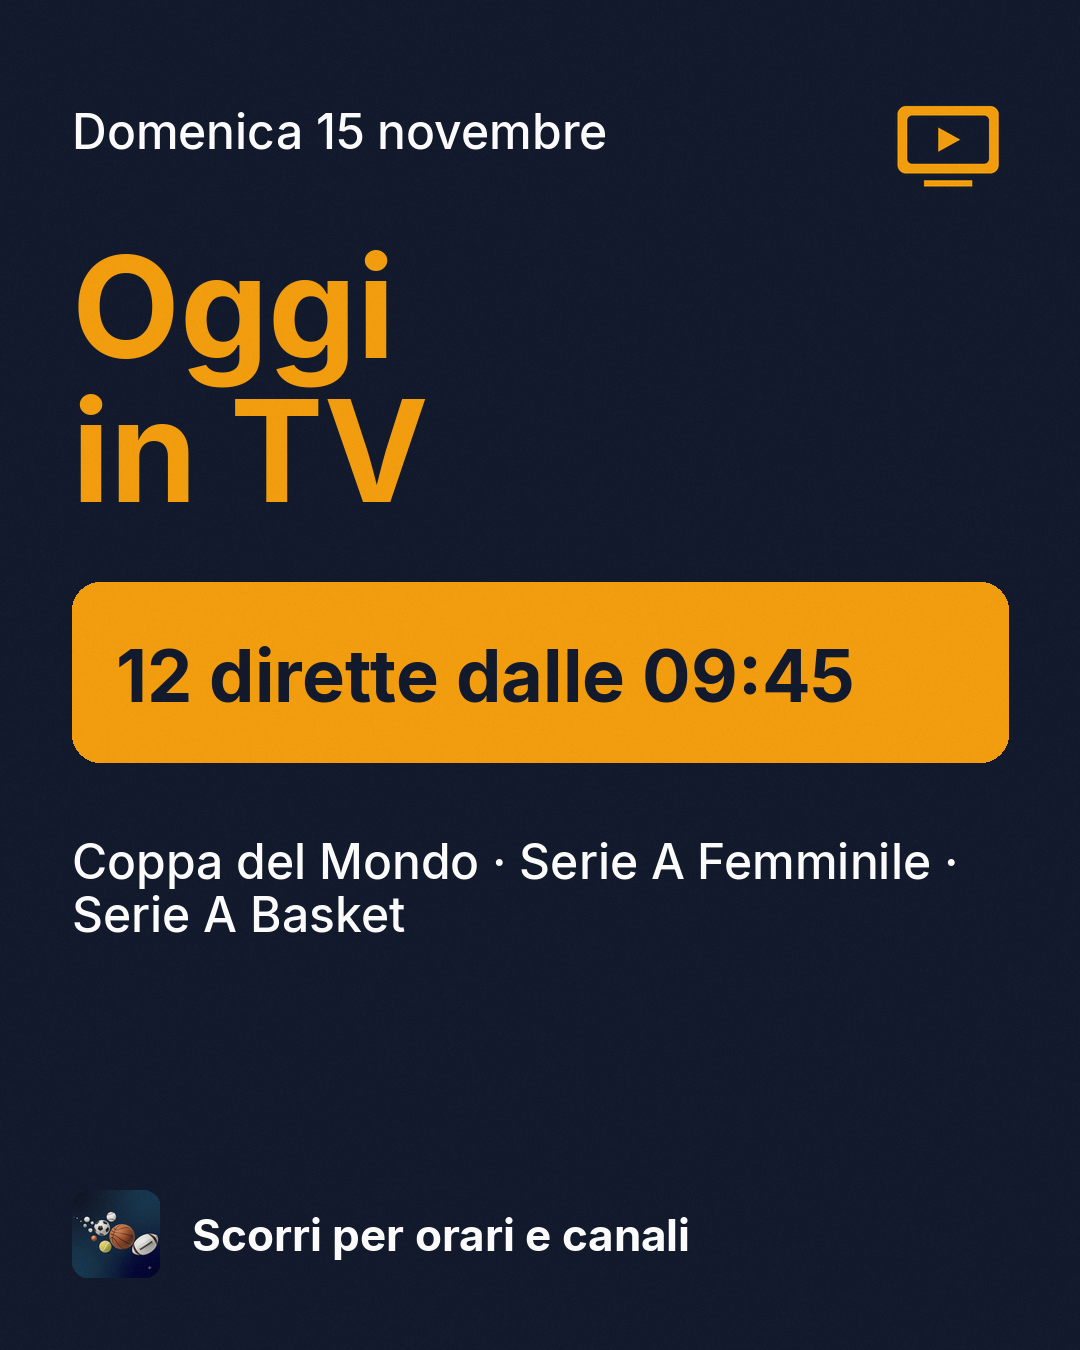 Domenica 15 novembre
Oggi
in TV
12 dirette dalle 09:45
Coppa del Mondo · Serie A Femminile ·
Serie A Basket
Scorri per orari e canali